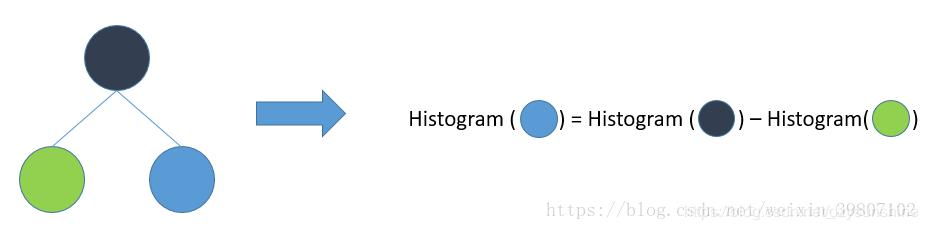 Histogram ( ) = Histogram ( ) – Histogram( )
https://blog.csdn.net/weixin_39807102